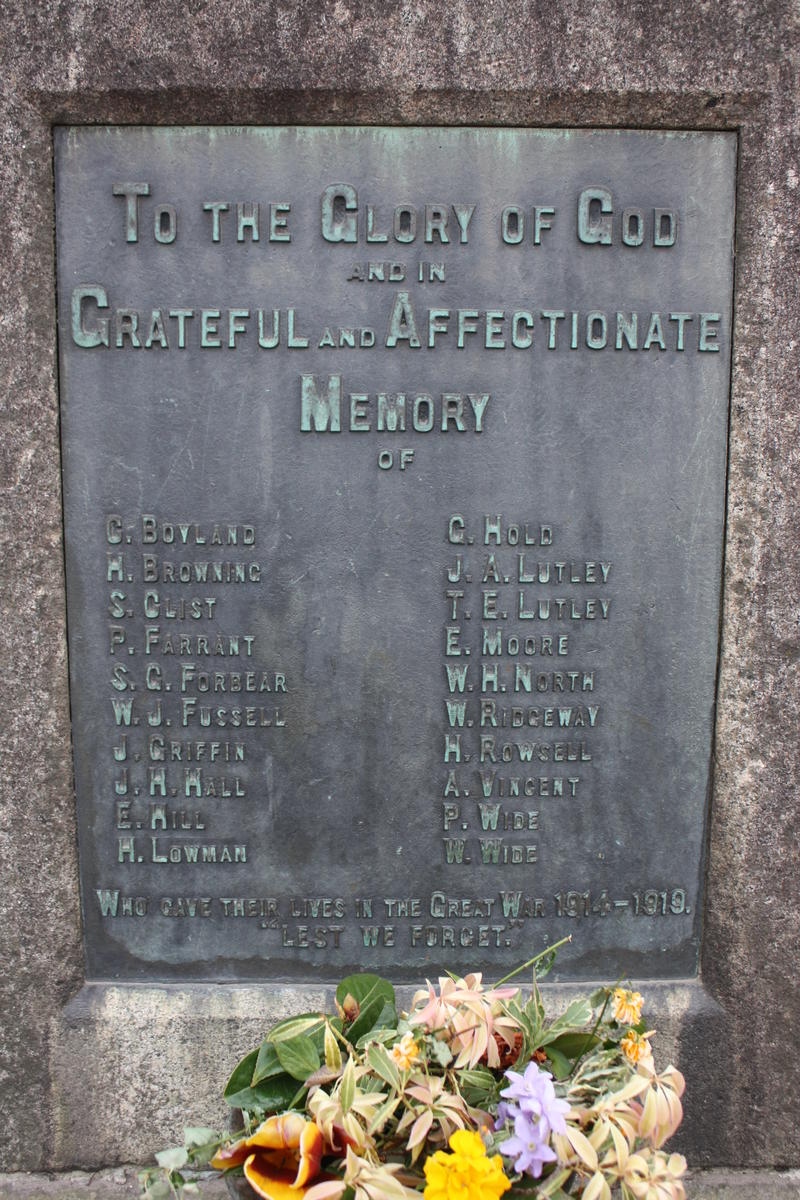 TO THE GLORY OF GOD
AND IN
GRATEFUL AND AFFECTIONATE
MEMORY
OF
C. BOYLAND
H. BROWNING
S. CLIST
P. FARRANT
S. G. FORBEAR
W. J. FUSSELL
J. GRIFFIN
J. H. HALL
E. HILL
H. LOWMAN
G. HOLD
J. A. LUTLEY
T. E. LUTLEY
E. MOORE
W. H. NORTH
W. RIDGEWAY
H. ROWSELL
A. VINCENT
P. WIDE
W. WIDE
WHO GAVE THEIR LIVES IN THE GREAT WAR 1914-1919.
"LEST WE FORGET."